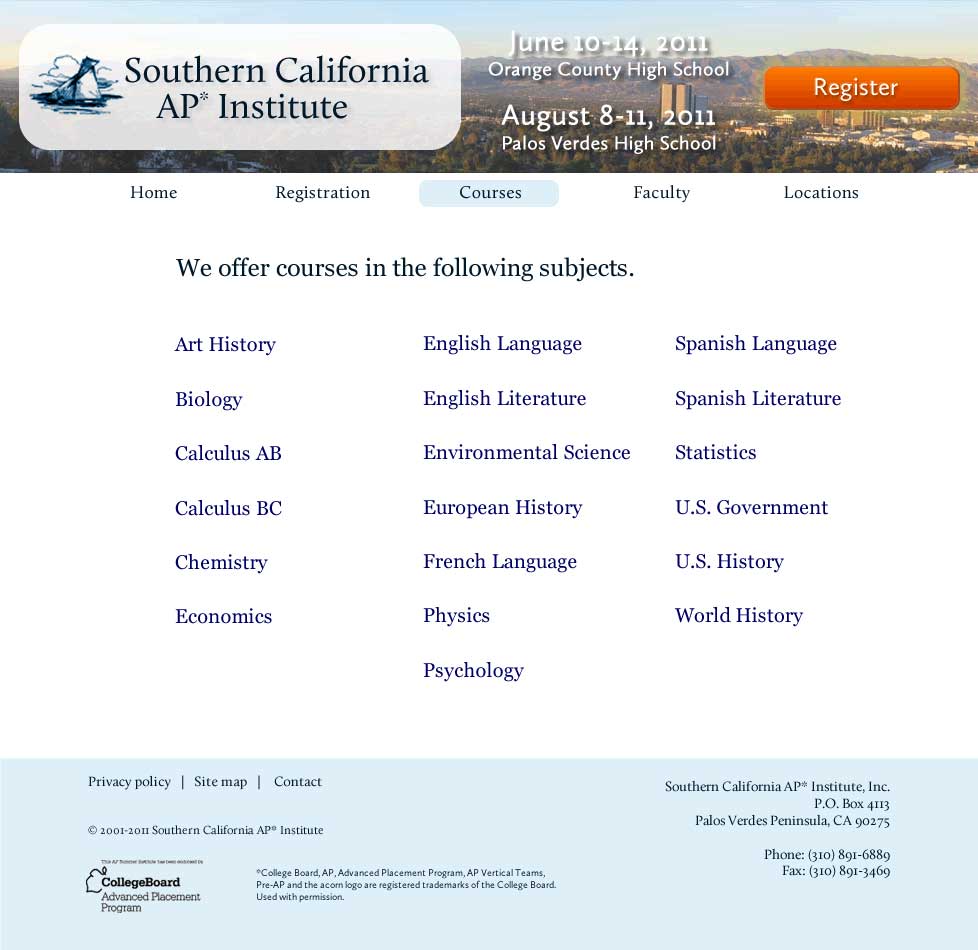 Southern California
AP* Institute
June 10-14, 2011
Orange County High School
August 8-11, 2011
Palos Verdes High School
Register
Home
Registration
Courses
Faculty
Locations
We offer courses in the following subjects.
Art History
Biology
Calculus AB
Calculus BC
Chemistry
Economics
English Language
English Literature
Environmental Science
European History
French Language
Physics
Psychology
Spanish Language
Spanish Literature
Statistics
U.S. Government
U.S. History
World History
Privacy policy | Site map | Contact
© 2001-2011 Southern California AP* Institute
This AP Summer Institute has been endorsed by
CollegeBoard
Advanced Placement
Program
*College Board, AP, Advanced Placement Program, AP Vertical Teams,
Pre-AP and the acorn logo are registered trademarks of the College Board.
Used with permission.
Southern California AP* Institute, Inc.
P.O. Box 4113
Palos Verdes Peninsula, CA 90275
Phone: (310) 891-6889
Fax: (310) 891-3469